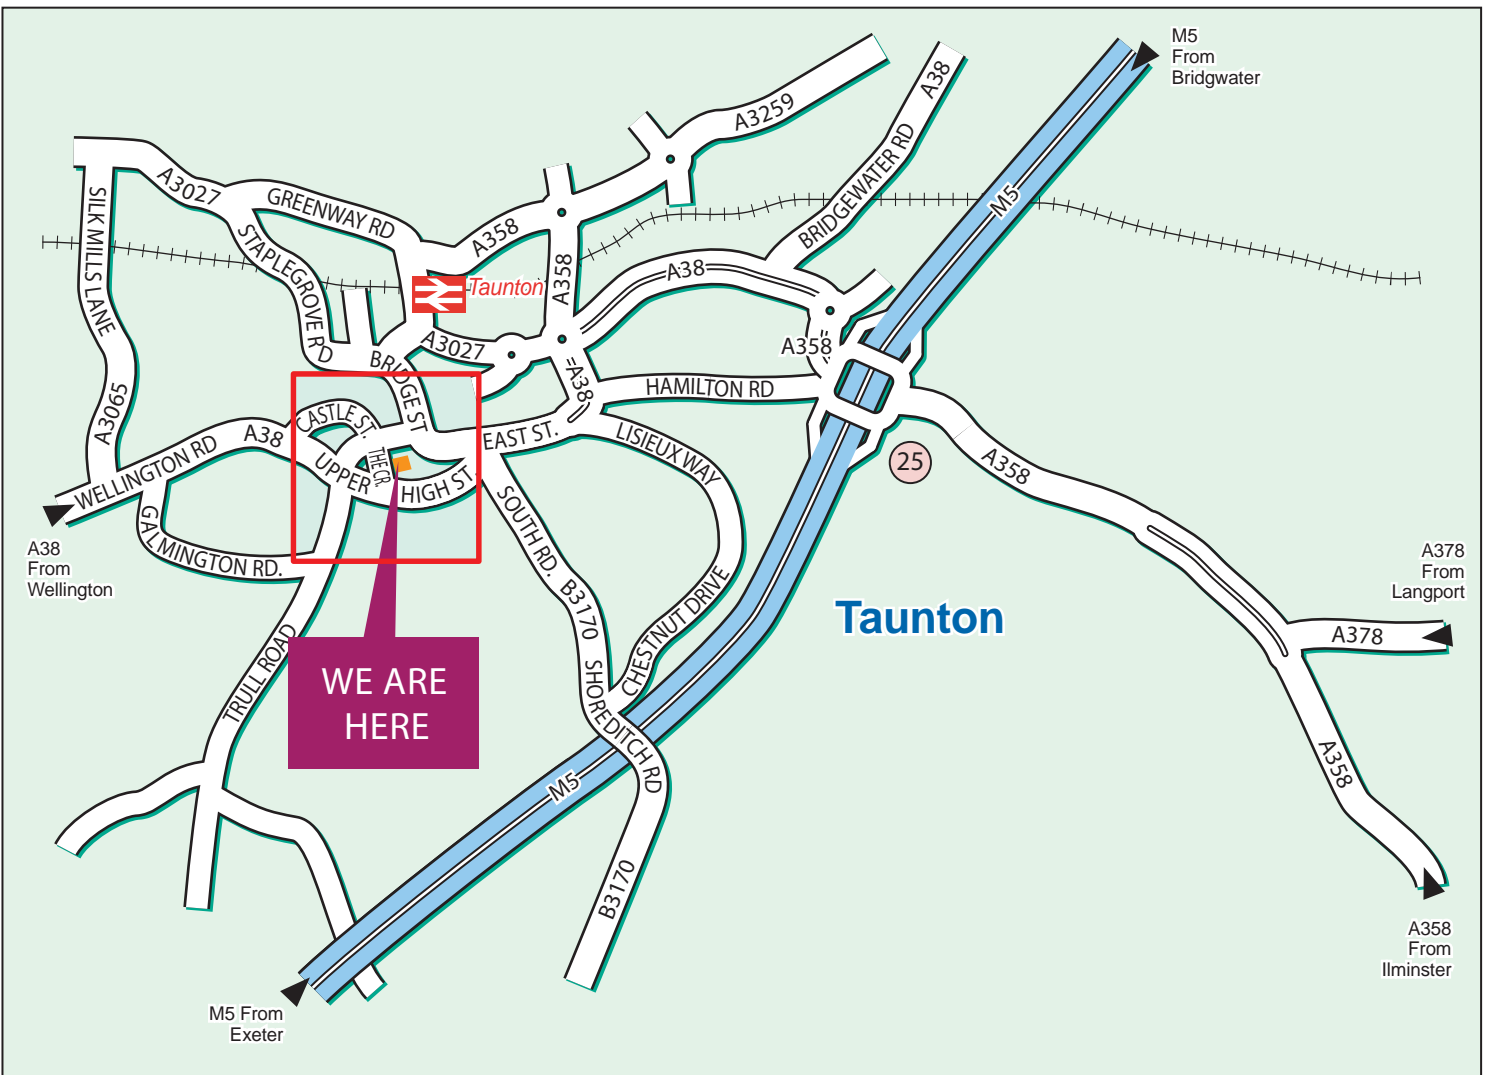 M5
From
Bridgwater
A38
A3259
BRIDGEWATER RD
A3027
GREENWAY RD
SILK MILLS LANE
M5
A358
STAPLEGROVE RD
A358
A38
Taunton
A3027
A358
BRIDGE ST
=A38
HAMILTON RD
A3065
CASTLE ST.
A38
WELLINGTON RD
EAST ST.
LISIEUX WAY
THE CR
UPPER
HIGH ST
25
A358
GALMINGTON RD.
SOUTH RD.
A38
From
Wellington
B3170
CHESTNUT DRIVE
Taunton
A378
From
Langport
A378
TRULL ROAD
WE ARE
HERE
SHOREDITCH RD
M5
A358
B3170
A358
From
Ilminster
M5 From
Exeter